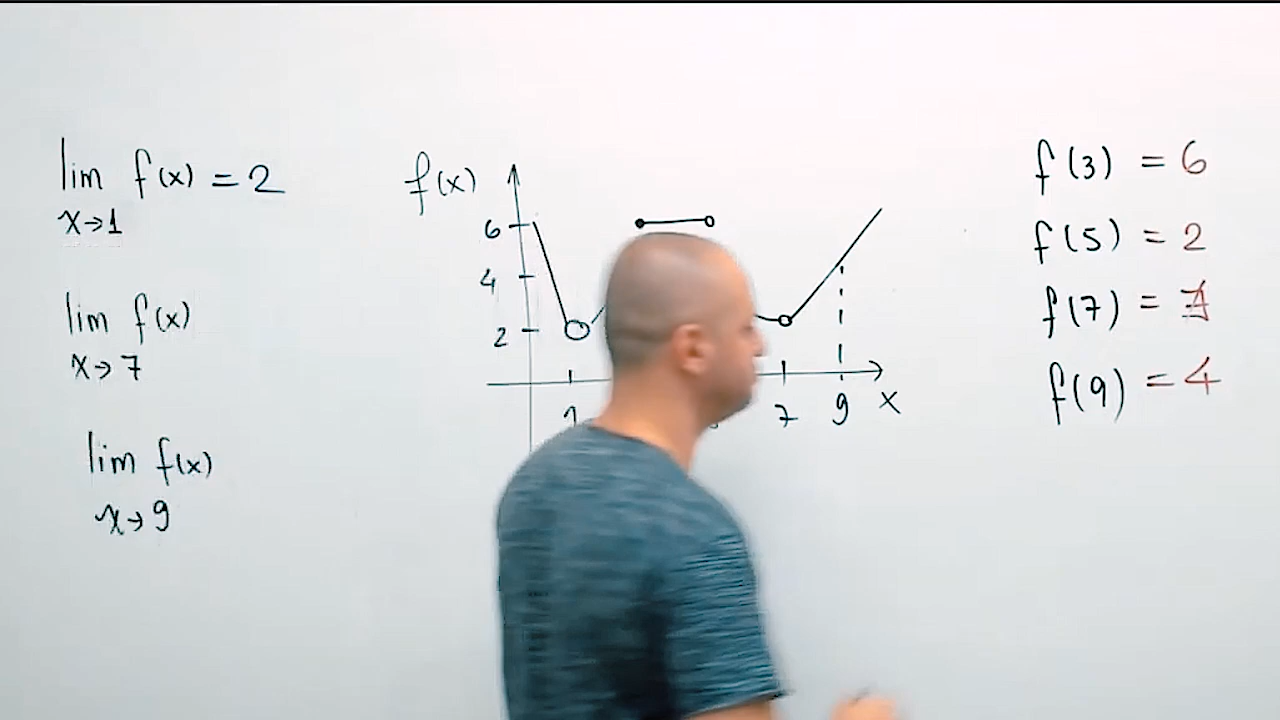 lim f(x) = 2
x→1
lim f(x)
x→7
lim f(x)
x→9
f(x)
6
4
2
1
7
9
x
f(3) = 6
f(5) = 2
f(7) = ∄
f(9) = 4